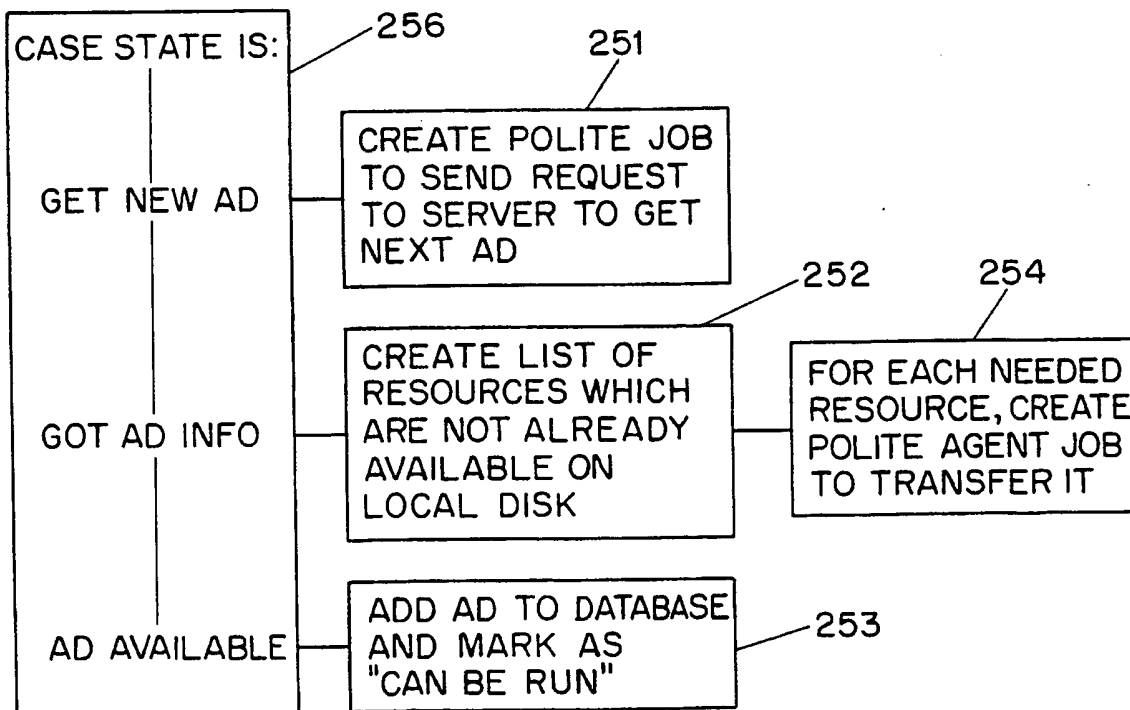 CASE STATE IS:
256
251
GET NEW AD
CREATE POLITE JOB
TO SEND REQUEST
TO SERVER TO GET
NEXT AD
252
254
GOT AD INFO
CREATE LIST OF
RESOURCES WHICH
ARE NOT ALREADY
AVAILABLE ON
LOCAL DISK
FOR EACH NEEDED
RESOURCE, CREATE
POLITE AGENT JOB
TO TRANSFER IT
AD AVAILABLE
ADD AD TO DATABASE
AND MARK AS
"CAN BE RUN"
253